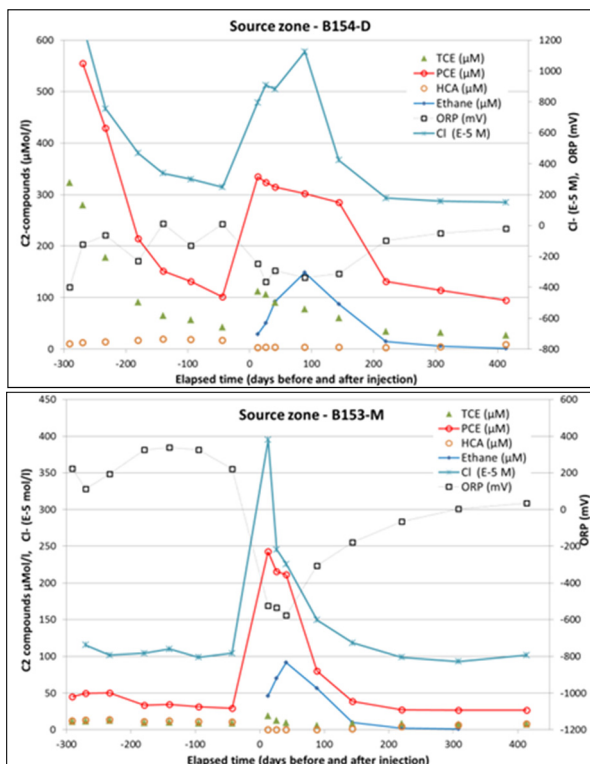 Source zone - B154-D
TCE (µM)
PCE (µM)
HCA (µM)
Ethane (µM)
ORP (mV)
Cl (E-5 M)
C2-compounds µMol/l)
600
500
400
300
200
100
0
1200
1000
800
600
400
200
0
-200
-400
-600
-800
Cl- (E-5 M), ORP (mV)
-300 -200 -100 0 100 200 300 400 500
Elapsed time (days before and after injection)
Source zone - B153-M
TCE (µM)
PCE (µM)
HCA (µM)
Ethane (µM)
Cl (E-5 M)
ORP (mV)
C2 compounds µMol/l), Cl- (E-5 mol/l)
450
400
350
300
250
200
150
100
50
0
600
400
200
0
-200
-400
-600
-800
-1000
-1200
ORP (mV)
-300 -200 -100 0 100 200 300 400 500
Elapsed time (days before and after injection)